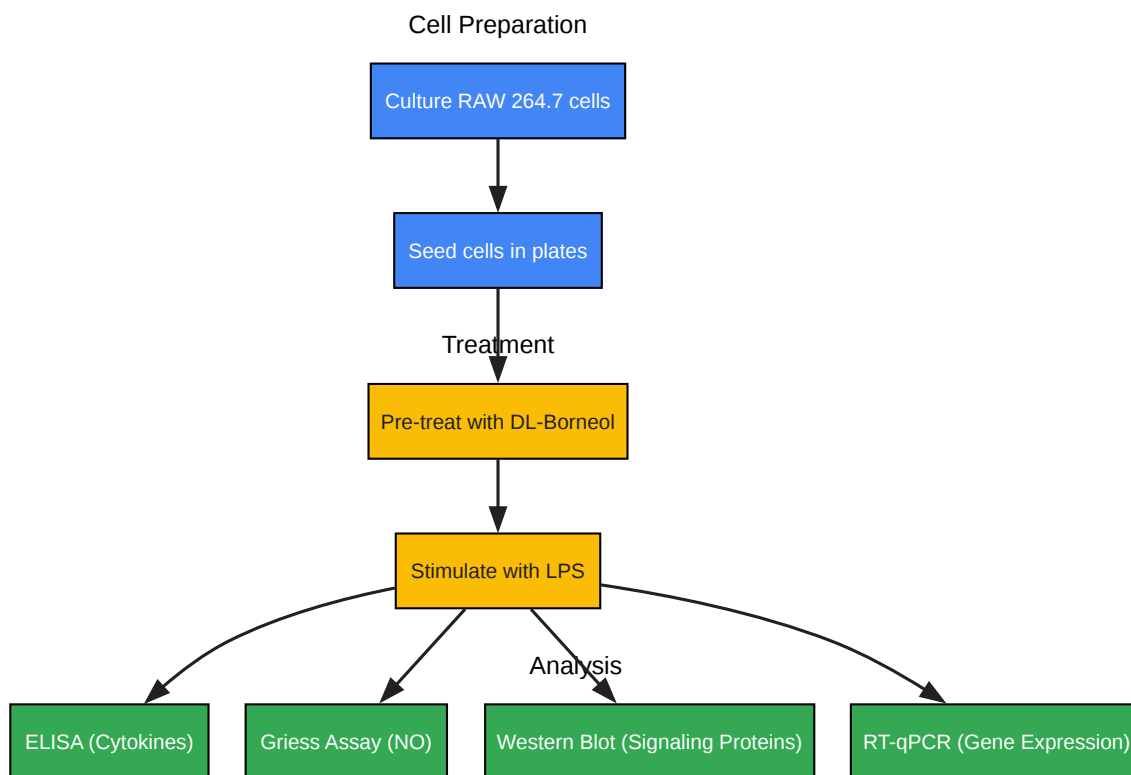 Cell Preparation
Culture RAW 264.7 cells
Seed cells in plates
Treatment
Pre-treat with DL-Borneol
Stimulate with LPS
Analysis
ELISA (Cytokines)
Griess Assay (NO)
Western Blot (Signaling Proteins)
RT-qPCR (Gene Expression)